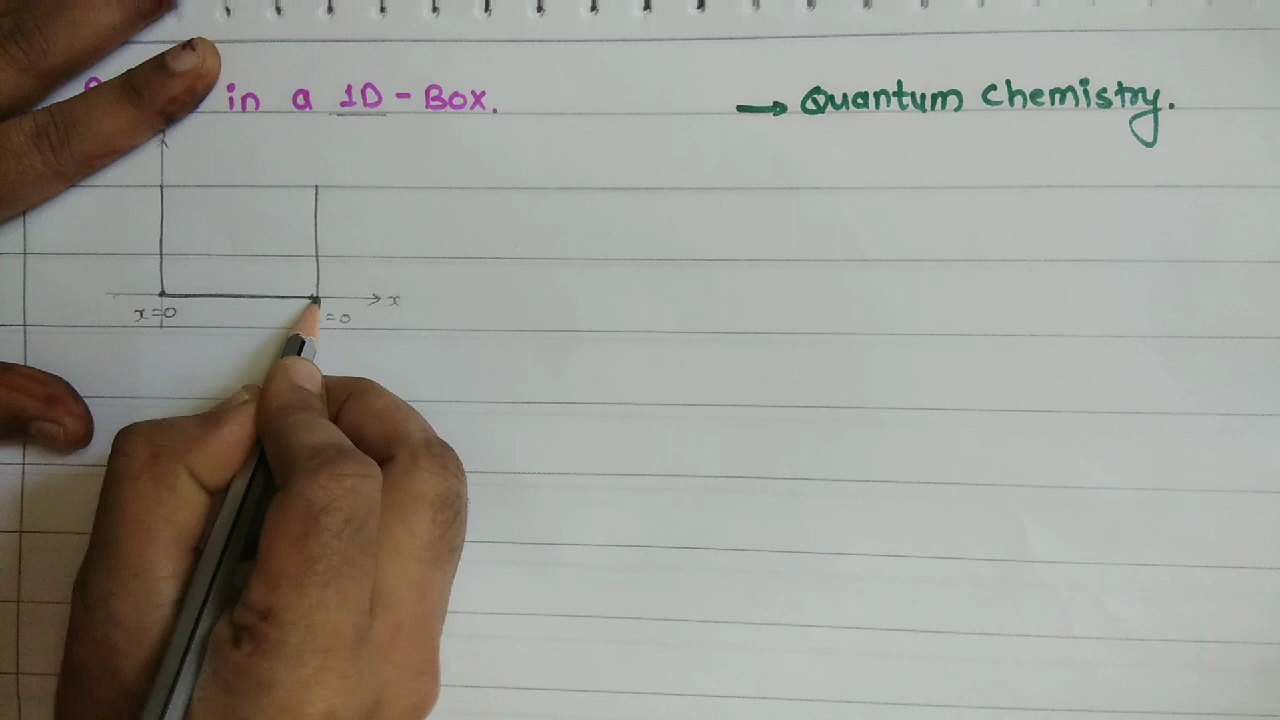 in a 1D - Box.
→ Quantum Chemistry.
x
x=0
=0